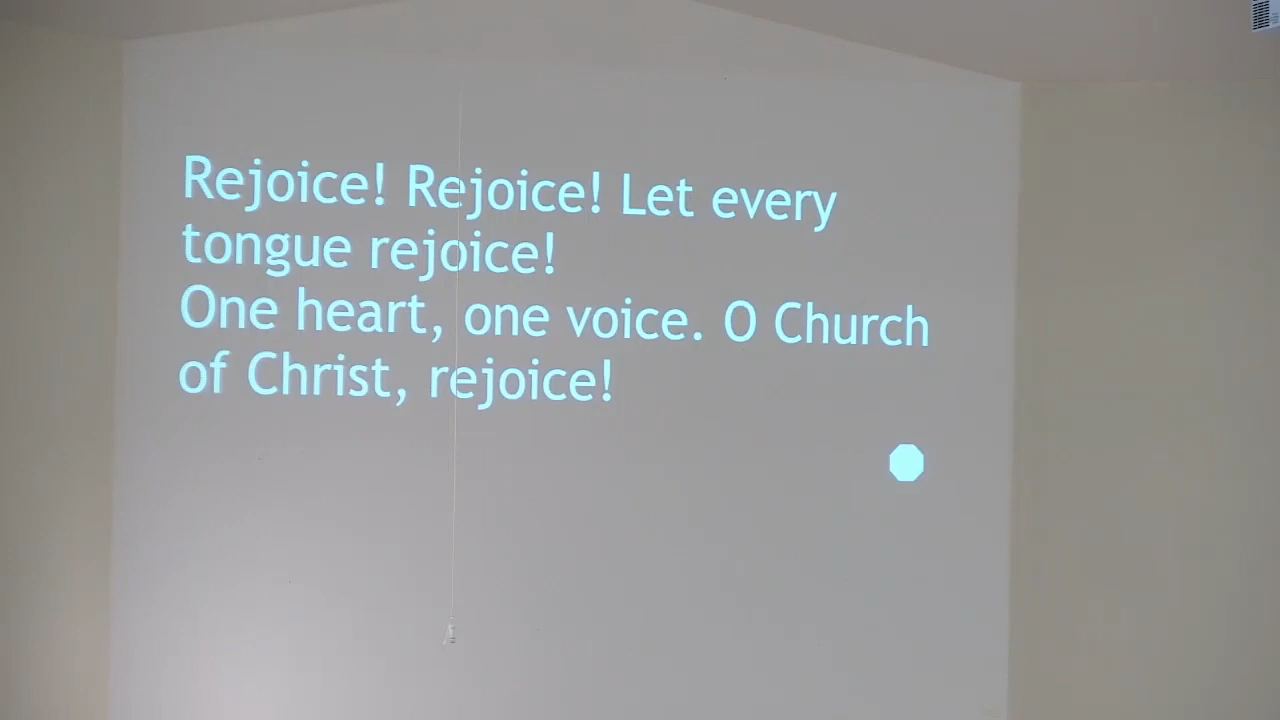 Rejoice! Rejoice! Let every
tongue rejoice!
One heart, one voice. O Church
of Christ, rejoice!